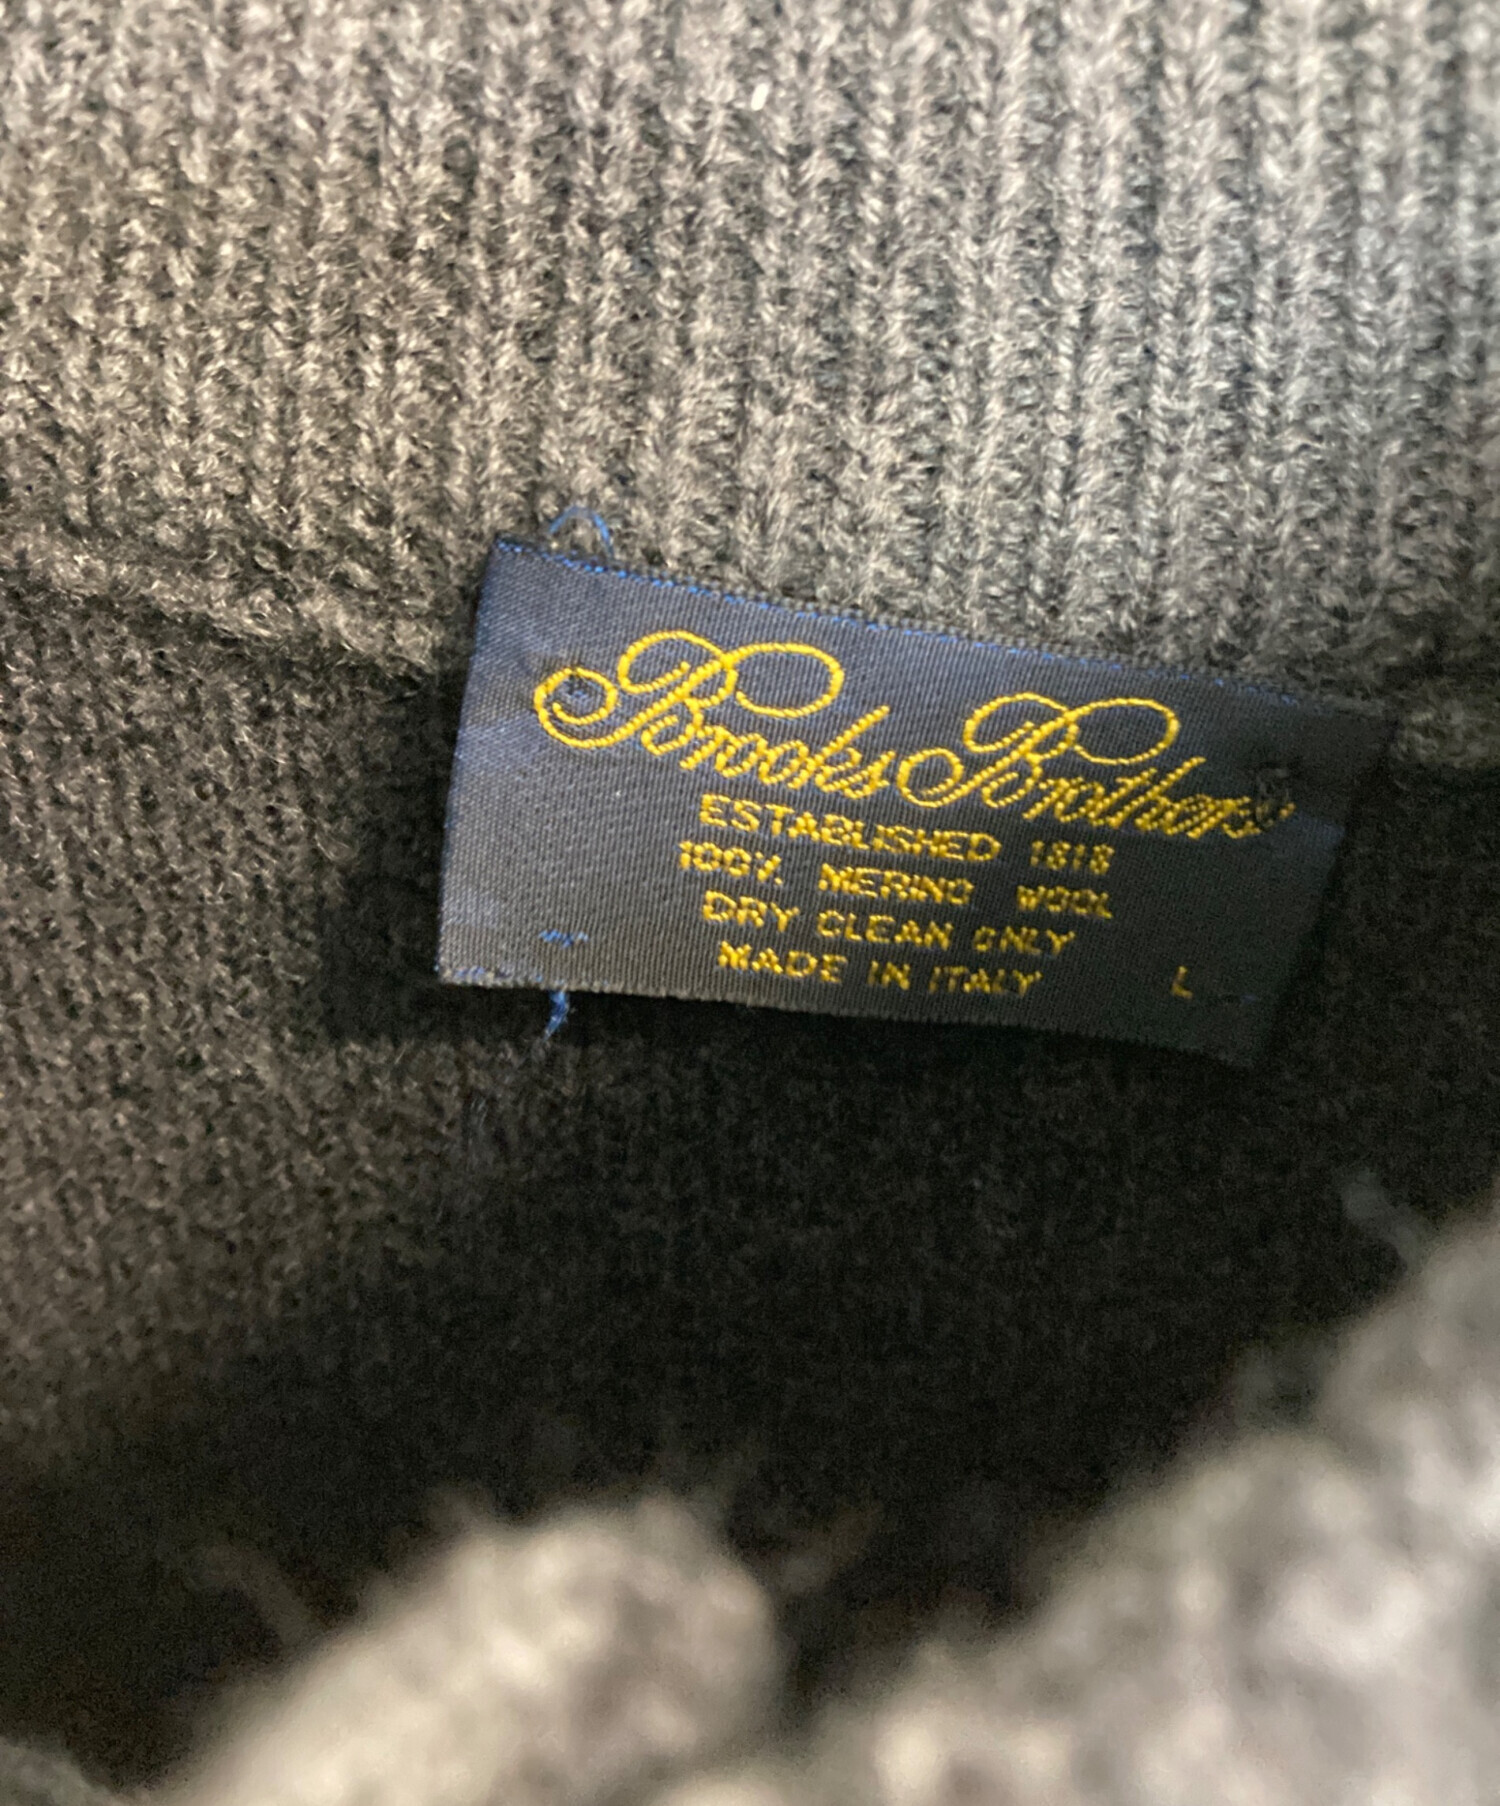 Brooks Brothers
ESTABLISHED 1818
100% MERINO WOOL
DRY CLEAN ONLY
MADE IN ITALY L